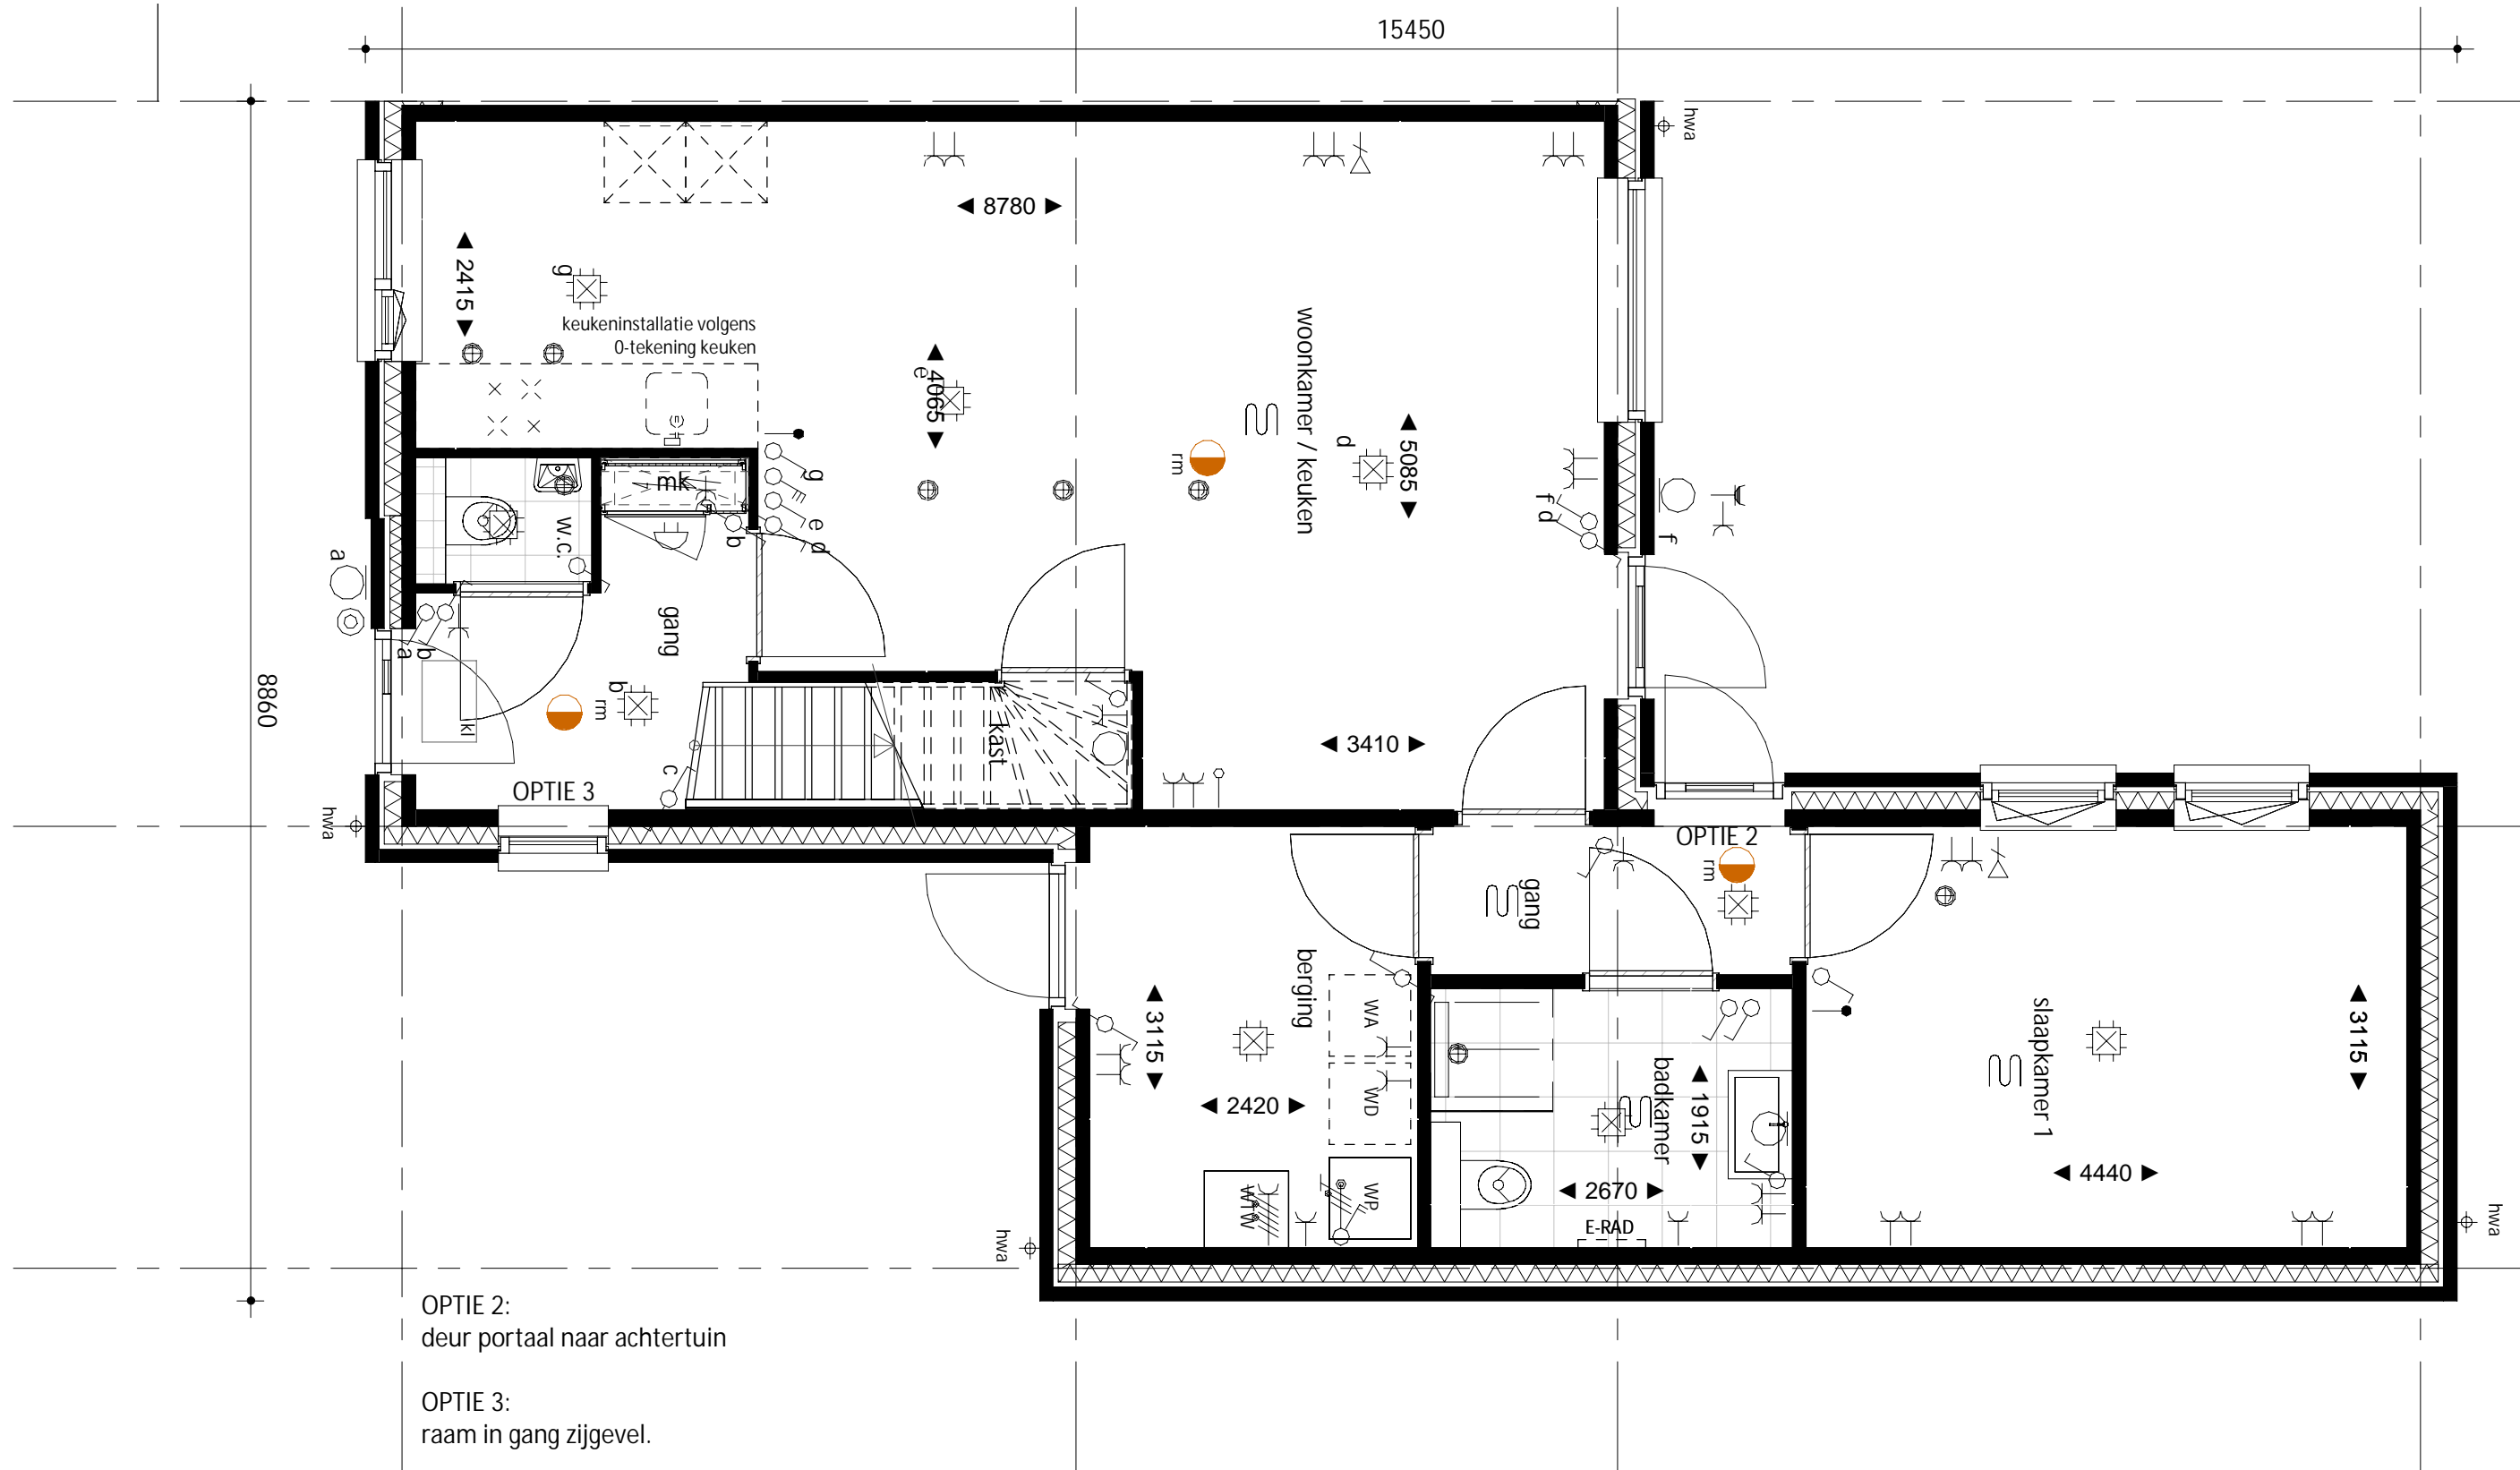 15450
hwa
8780
2415
g
keukeninstallatie volgens
0-tekening keuken
e
4065
woonkamer / keuken
d
5085
rm
mk
w.c.
g
e
d
b
f
d
f
a
a
b
gang
kl
rm
b
c
kast
3410
8860
OPTIE 3
hwa
OPTIE 2
rm
gang
berging
WA
WD
3115
2420
WTW
WP
badkamer
1915
2670
E-RAD
slaapkamer 1
3115
4440
hwa
hwa
OPTIE 2:
deur portaal naar achtertuin
OPTIE 3:
raam in gang zijgevel.